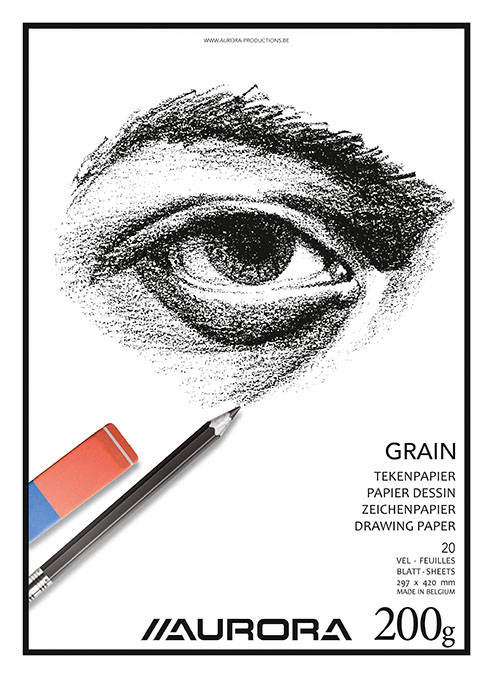 WWW.AURORA-PRODUCTIONS.BE
GRAIN
TEKENPAPIER
PAPIER DESSIN
ZEICHENPAPIER
DRAWING PAPER
20
VEL - FEUILLES
BLATT - SHEETS
297 x 420 mm
MADE IN BELGIUM
//AURORA 200g